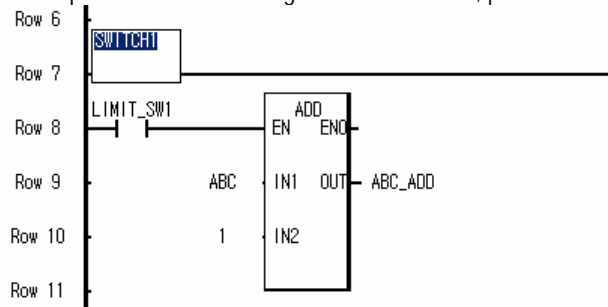 Row 6
SWITCH1
Row 7
LIMIT_SW1
ADD
Row 8
EN ENO
Row 9
ABC
IN1 OUT
ABC_ADD
Row 10
1
IN2
Row 11